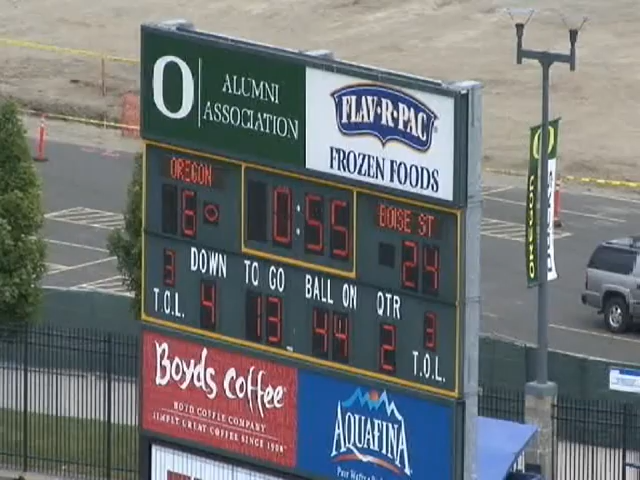 O
ALUMNI
ASSOCIATION
FLAV·R·PAC
FROZEN FOODS
OREGON
6
0:55
BOISE ST
24
3
DOWN
TO GO
BALL ON
QTR
3
T.O.L.
4
13
44
2
T.O.L.
Boyds Coffee
BOYD COFFEE COMPANY
SIMPLY GREAT COFFEE SINCE 1900
AQUAFINA
OREGON